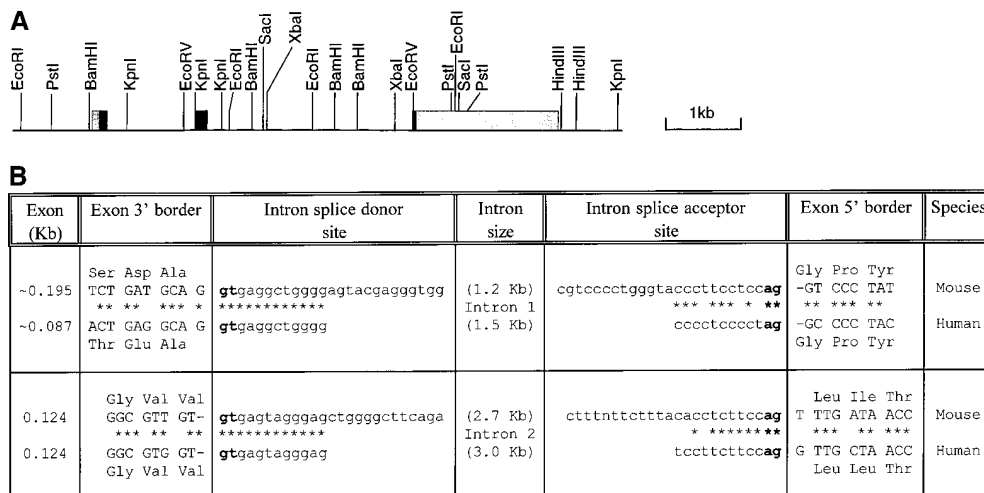 A
EcoRI PstI BamHI KpnI EcoRV KpnI KpnI EcoRI BamHI SacI XbaI EcoRI BamHI BamHI XbaI EcoRV PstI EcoRI SacI PstI HindIII HindIII KpnI
1kb
B
Exon (Kb) Exon 3' border Intron splice donor site Intron size Intron splice acceptor site Exon 5' border Species
Ser Asp Ala Gly Pro Tyr
~0.195 TCT GAT GCA G gtgaggctggggagtacgagggtgg (1.2 Kb) cgtcccctgggtacccttcctccag -GT CCC TAT Mouse
** ** *** * ************ Intron 1 *** *** * ** ** *** **
~0.087 ACT GAG GCA G gtgaggctgggg (1.5 Kb) cccctcccctag -GC CCC TAC Human
Thr Glu Ala Gly Pro Tyr
Gly Val Val Leu Ile Thr
0.124 GGC GTT GT- gtgagtagggagctggggcttcaga (2.7 Kb) ctttnttctttacacctcttccag T TTG ATA ACC Mouse
*** ** ** ************ Intron 2 * ******** *** ** ***
0.124 GGC GTG GT- gtgagtagggag (3.0 Kb) tccttcttccag G TTG CTA ACC Human
Gly Val Val Leu Leu Thr